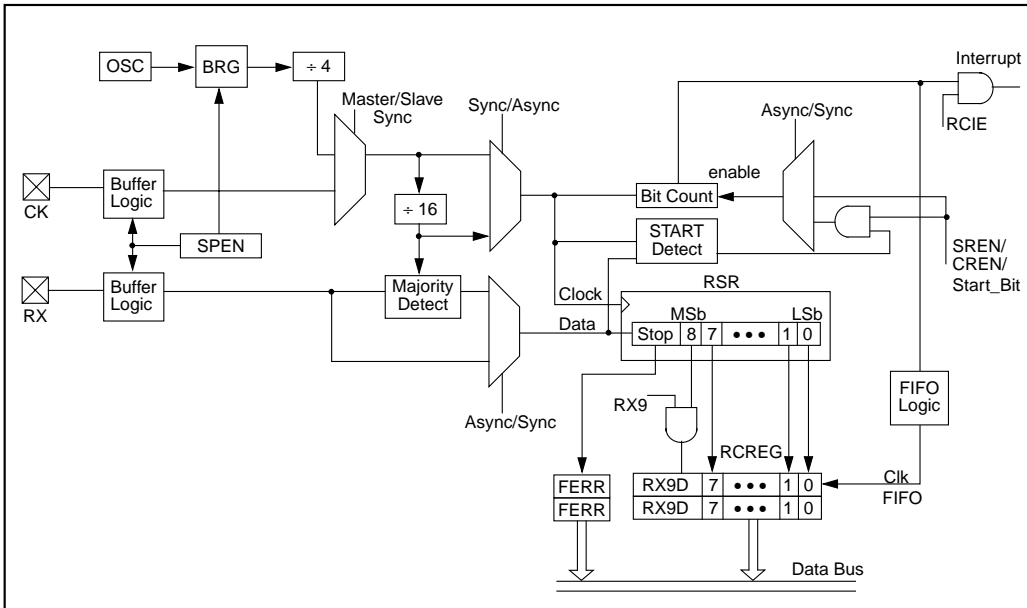 OSC
BRG
÷ 4
Master/Slave
Sync
Sync/Async
Async/Sync
Interrupt
RCIE
Buffer
Logic
CK
SPEN
÷ 16
enable
Bit Count
START
Detect
SREN/
CREN/
Start_Bit
Buffer
Logic
RX
Majority
Detect
Clock
Data
RSR
MSb
LSb
Stop 8 7 • • • 1 0
Async/Sync
RX9
FIFO
Logic
RCREG
Clk
FIFO
FERR
FERR
RX9D 7 • • • 1 0
RX9D 7 • • • 1 0
Data Bus